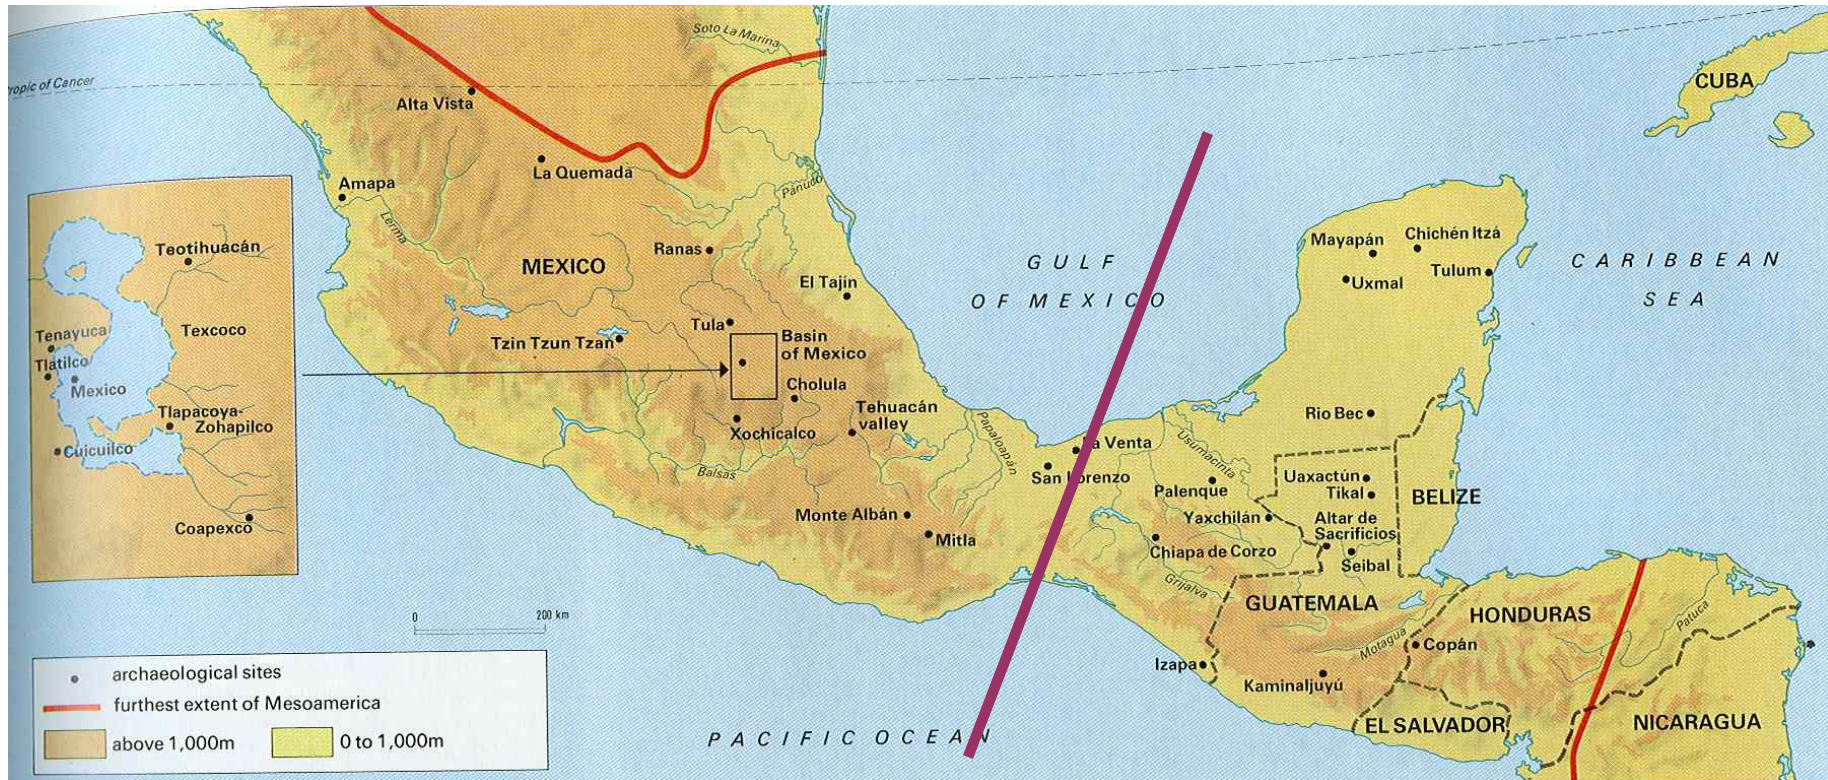 Soto La Marina
Tropic of Cancer
CUBA
Alta Vista
La Quemada
Amapa
Pánuco
Lerma
Teotihuacán
Ranas
MEXICO
El Tajín
GULF
OF MEXICO
Mayapán
Chichén Itzá
Uxmal
Tulum
CARIBBEAN
SEA
Tenayuca
Texcoco
Tlatilco
Mexico
Tlapacoya-
Zohapilco
Cuicuilco
Coapexco
Tula
Tzin Tzun Tzan
Basin
of Mexico
Cholula
Xochicalco
Tehuacán
valley
Balsas
Papaloapán
La Venta
San Lorenzo
Usumacinta
Rio Bec
Palenque
Uaxactún
Tikal
BELIZE
Monte Albán
Mitla
Yaxchilán
Altar de
Sacrificios
Chiapa de Corzo
Seibal
Grijalva
GUATEMALA
HONDURAS
Patuca
Motagua
Copán
Izapa
Kaminaljuyú
EL SALVADOR
NICARAGUA
PACIFIC OCEAN
0 200 km
archaeological sites
furthest extent of Mesoamerica
above 1,000m
0 to 1,000m